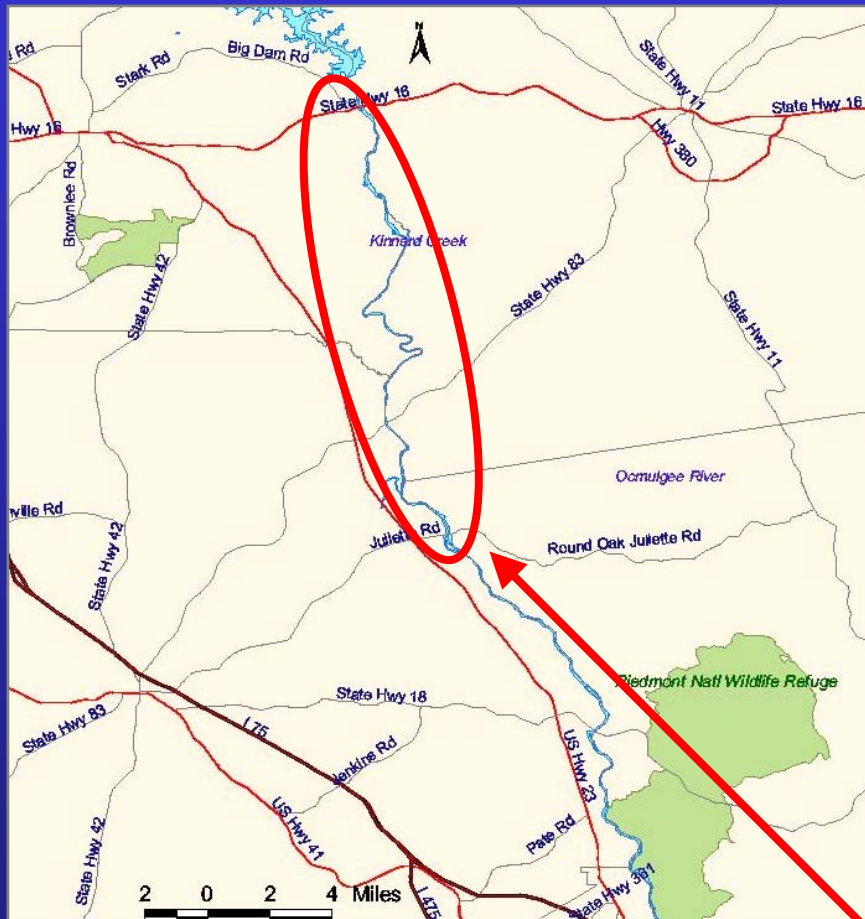 N
e Rd
Stark Rd
Big Dam Rd
State Hwy 16
State Hwy 11
State Hwy 16
Hwy 16
Hwy 380
Brownlee Rd
Kinnard Creek
State Hwy 42
State Hwy 83
State Hwy 11
Ocmulgee River
ville Rd
Juliette Rd
Round Oak Juliette Rd
State Hwy 42
Piedmont Natl Wildlife Refuge
State Hwy 18
State Hwy 83
I 75
Jenkins Rd
US Hwy 23
US Hwy 41
Pate Rd
State Hwy 42
State Hwy 361
I 475
2 0 2 4 Miles